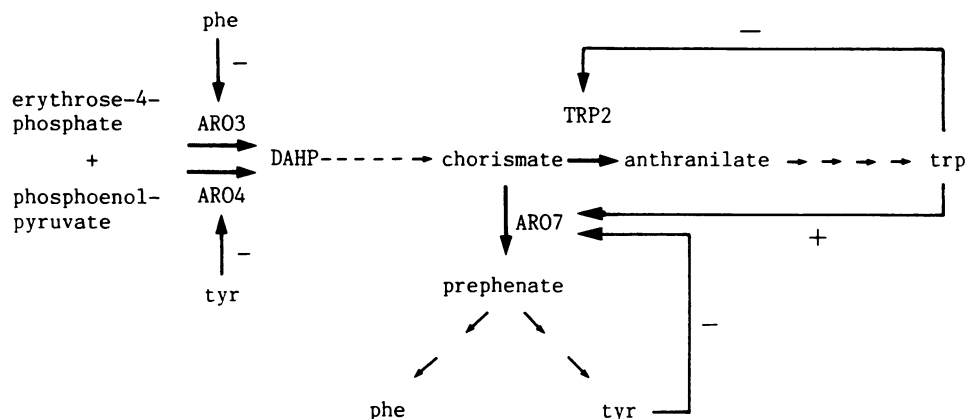 phe
−
−
erythrose-4-
phosphate
+
phosphoenol-
pyruvate
ARO3
ARO4
DAHP
TRP2
chorismate
anthranilate
trp
−
tyr
ARO7
+
prephenate
−
phe
tyr